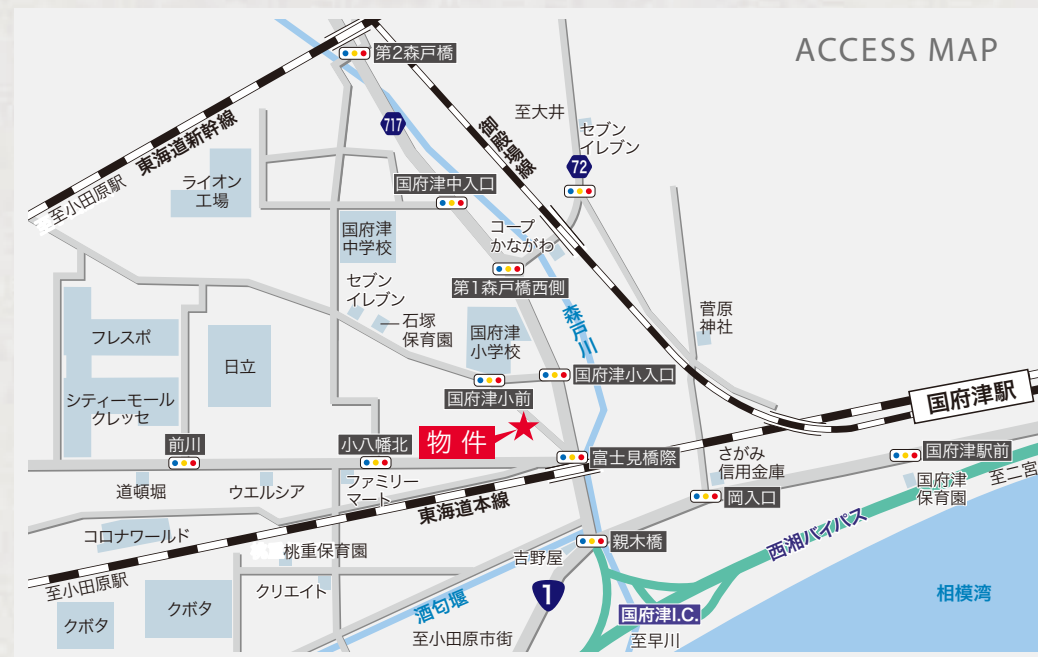 ACCESS MAP
第2森戸橋
717
東海道新幹線
至小田原駅
御殿場線
至大井
セブン
イレブン
72
ライオン
工場
国府津中入口
国府津
中学校
コープ
かながわ
第1森戸橋西側
セブン
イレブン
石塚
保育園
国府津
小学校
森戸川
菅原
神社
フレスポ
日立
シティーモール
クレッセ
国府津小入口
国府津小前
国府津駅
前川
小八幡北
物件
富士見橋際
さがみ
信用金庫
国府津駅前
道頓堀
ウエルシア
ファミリー
マート
東海道本線
岡入口
国府津
保育園
至二宮
コロナワールド
桃重保育園
親木橋
西湘バイパス
吉野屋
至小田原駅
クリエイト
1
酒匂堰
相模湾
クボタ
クボタ
国府津I.C.
至小田原市街
至早川